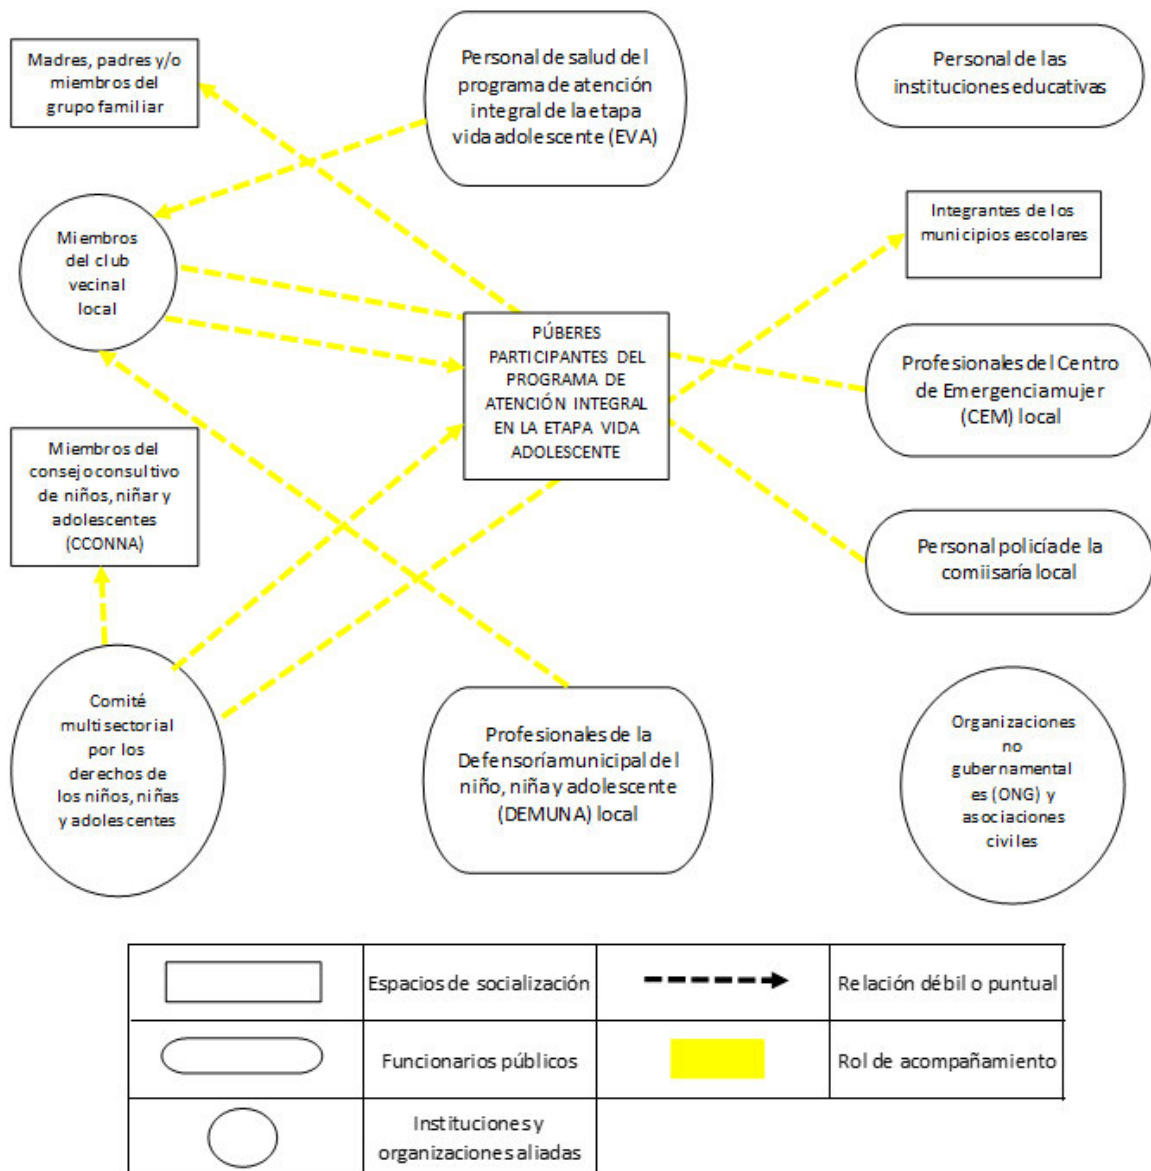 Madres, padres y/o
miembros del
grupo familiar
Personal de salud del
programa de atención
integral de la etapa
vida adolescente (EVA)
Personal de las
instituciones educativas
Miembros
del club
vecinal
local
Integrantes de los
municipios escolares
PÚBERES
PARTICIPANTES DEL
PROGRAMA DE
ATENCIÓN INTEGRAL
EN LA ETAPA VIDA
ADOLESCENTE
Profesionales del Centro
de Emergencia mujer
(CEM) local
Miembros del
consejo consultivo
de niños, niñar y
adolescentes
(CCONNA)
Personal policía de la
comiisaría local
Comité
multisectorial
por los
derechos de
los niños, niñas
y adolescentes
Profesionales de la
Defensoría municipal del
niño, niña y adolescente
(DEMUNA) local
Organizaciones
no
gubernamental
es (ONG) y
asociaciones
civiles
Espacios de socialización
Relación débil o puntual
Funcionarios públicos
Rol de acompañamiento
Instituciones y
organizaciones aliadas